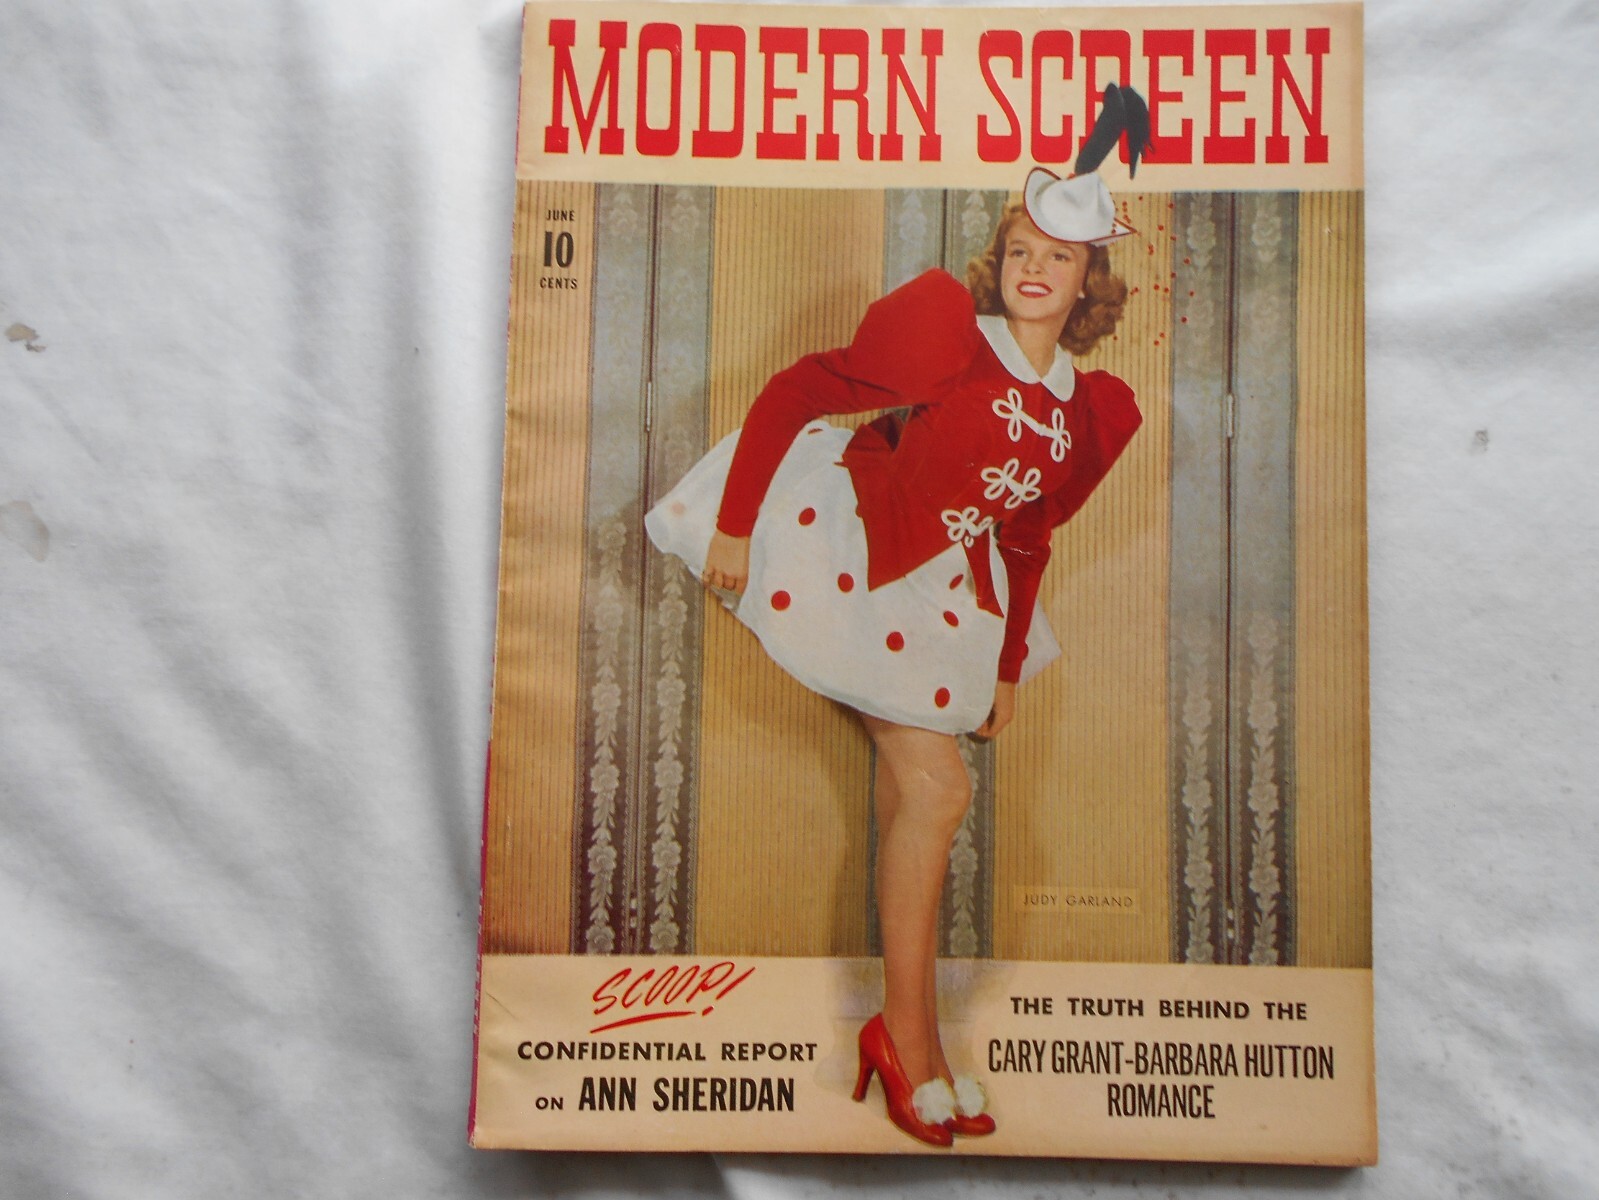 MODERN SCREEN
JUNE
10
CENTS
JUDY GARLAND
SCOOP!
CONFIDENTIAL REPORT
ON ANN SHERIDAN
THE TRUTH BEHIND THE
CARY GRANT-BARBARA HUTTON
ROMANCE